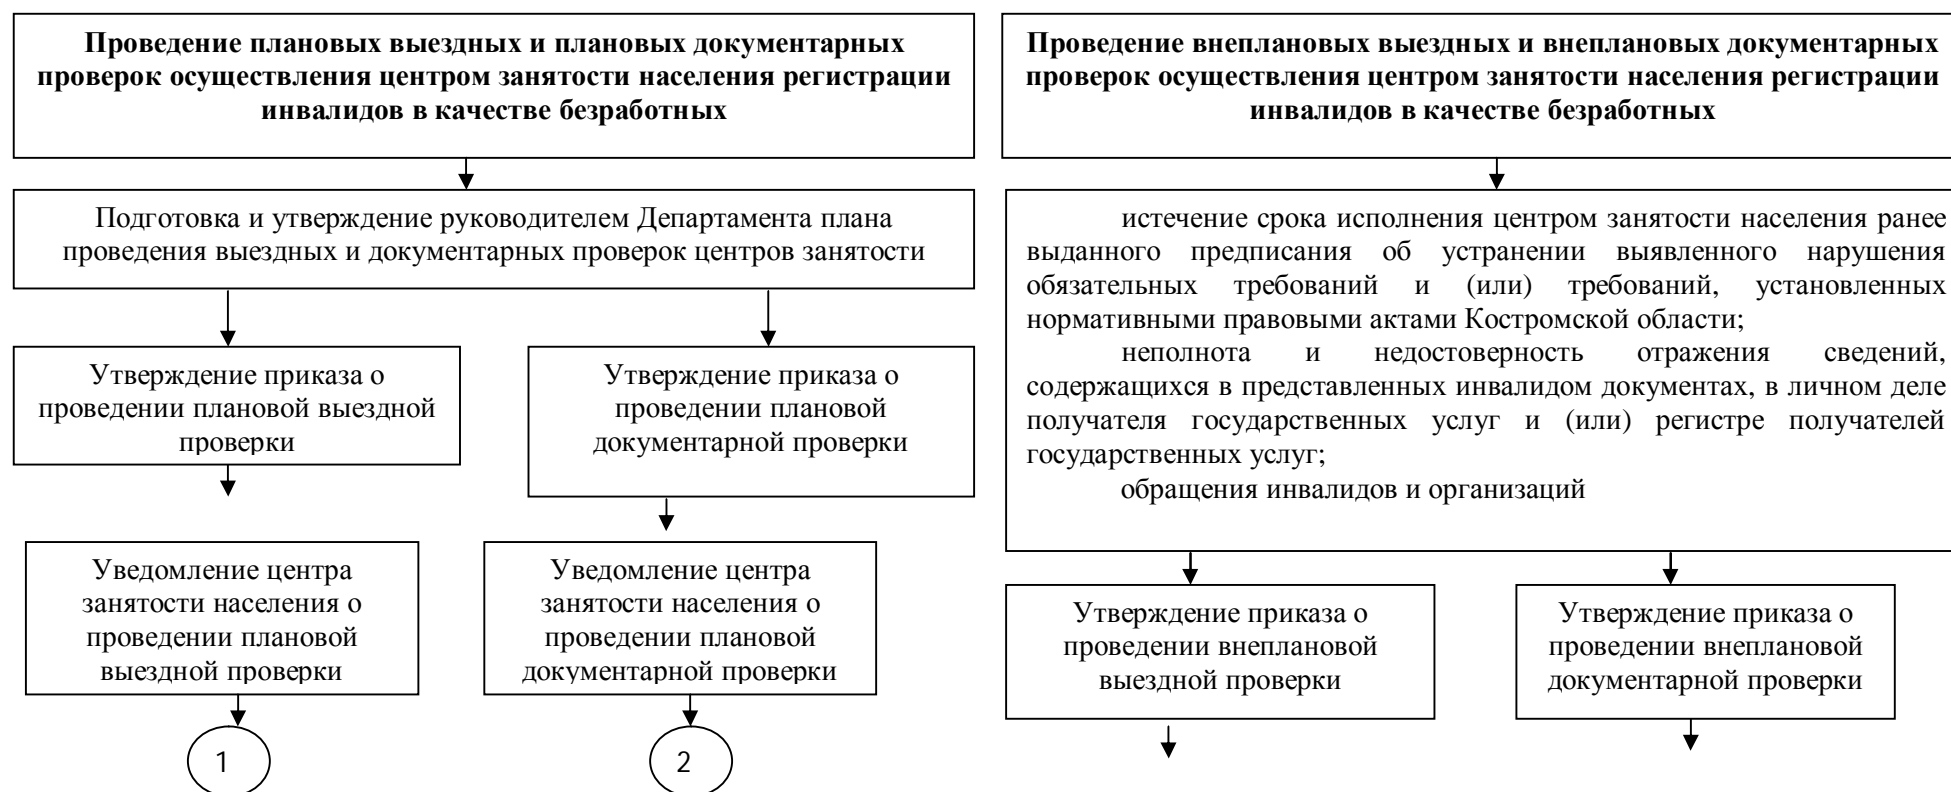 Проведение плановых выездных и плановых документарных
проверок осуществления центром занятости населения регистрации
инвалидов в качестве безработных
Подготовка и утверждение руководителем Департамента плана
проведения выездных и документарных проверок центров занятости
Утверждение приказа о
проведении плановой выездной
проверки
Утверждение приказа о
проведении плановой
документарной проверки
Уведомление центра
занятости населения о
проведении плановой
выездной проверки
Уведомление центра
занятости населения о
проведении плановой
документарной проверки
1
2
Проведение внеплановых выездных и внеплановых документарных
проверок осуществления центром занятости населения регистрации
инвалидов в качестве безработных
истечение срока исполнения центром занятости населения ранее
выданного предписания об устранении выявленного нарушения
обязательных требований и (или) требований, установленных
нормативными правовыми актами Костромской области;
неполнота и недостоверность отражения сведений,
содержащихся в представленных инвалидом документах, в личном деле
получателя государственных услуг и (или) регистре получателей
государственных услуг;
обращения инвалидов и организаций
Утверждение приказа о
проведении внеплановой
выездной проверки
Утверждение приказа о
проведении внеплановой
документарной проверки